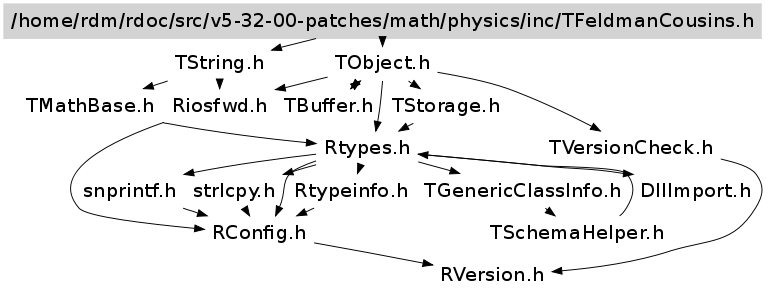 /home/rdm/rdoc/src/v5-32-00-patches/math/physics/inc/TFeldmanCousins.h
TString.h TObject.h
TMathBase.h Riosfwd.h TBuffer.h TStorage.h
Rtypes.h TVersionCheck.h
snprintf.h strlcpy.h Rtypeinfo.h TGenericClassInfo.h DllImport.h
RConfig.h TSchemaHelper.h
RVersion.h